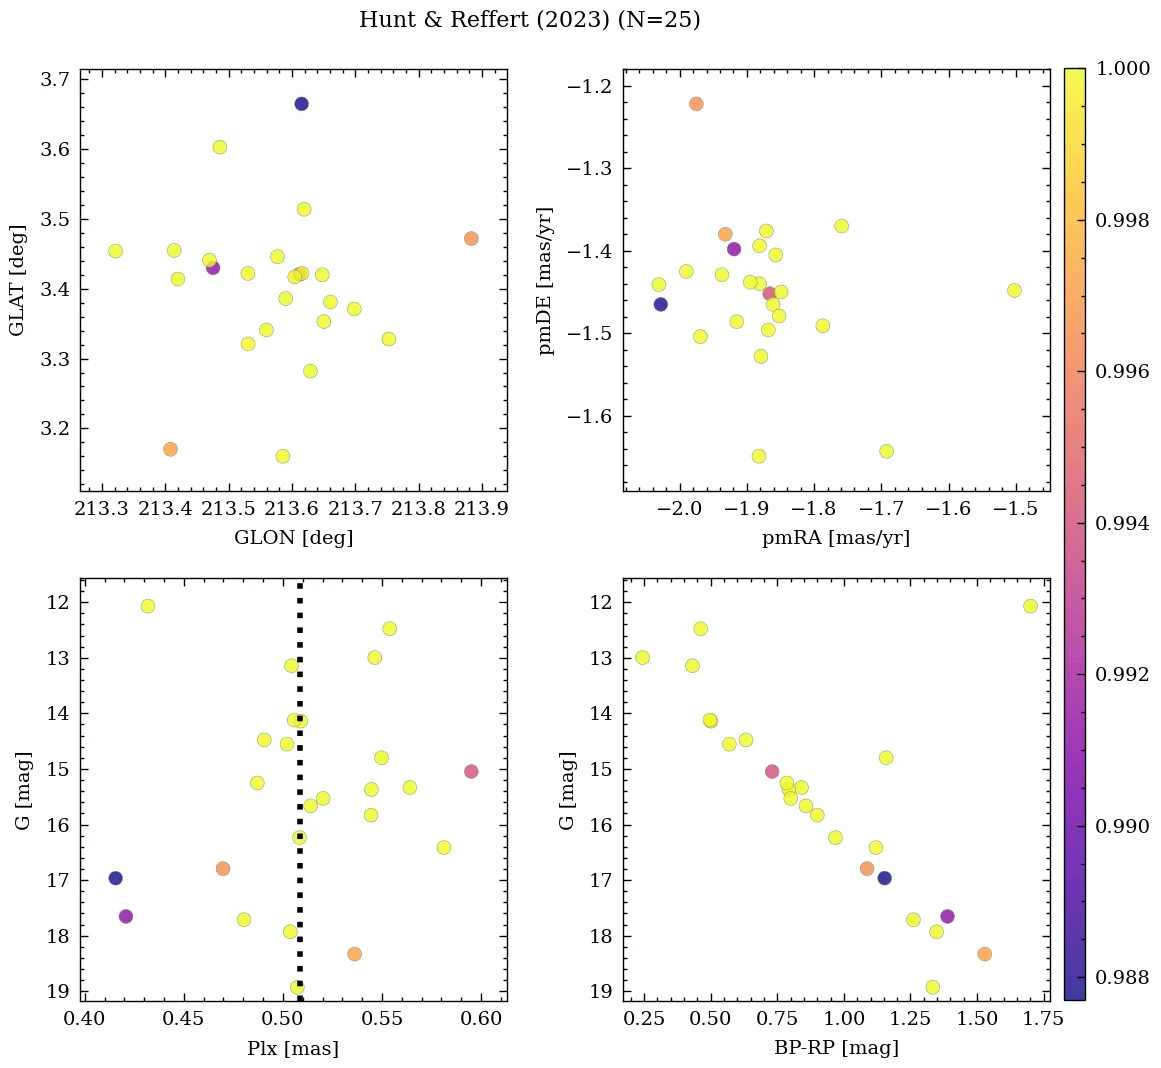 Hunt & Reffert (2023) (N=25)
3.7
3.6
3.5
3.4
3.3
3.2
GLAT [deg]
213.3 213.4 213.5 213.6 213.7 213.8 213.9
GLON [deg]
−1.2
−1.3
−1.4
−1.5
−1.6
pmDE [mas/yr]
−2.0 −1.9 −1.8 −1.7 −1.6 −1.5
pmRA [mas/yr]
12
13
14
15
16
17
18
19
G [mag]
0.40 0.45 0.50 0.55 0.60
Plx [mas]
12
13
14
15
16
17
18
19
G [mag]
0.25 0.50 0.75 1.00 1.25 1.50 1.75
BP-RP [mag]
1.000
0.998
0.996
0.994
0.992
0.990
0.988